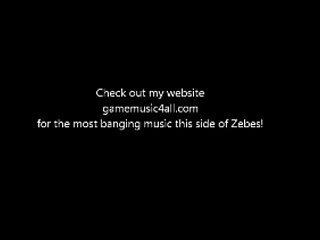 Check out my website
gamemusic4all.com
for the most banging music this side of Zebes!